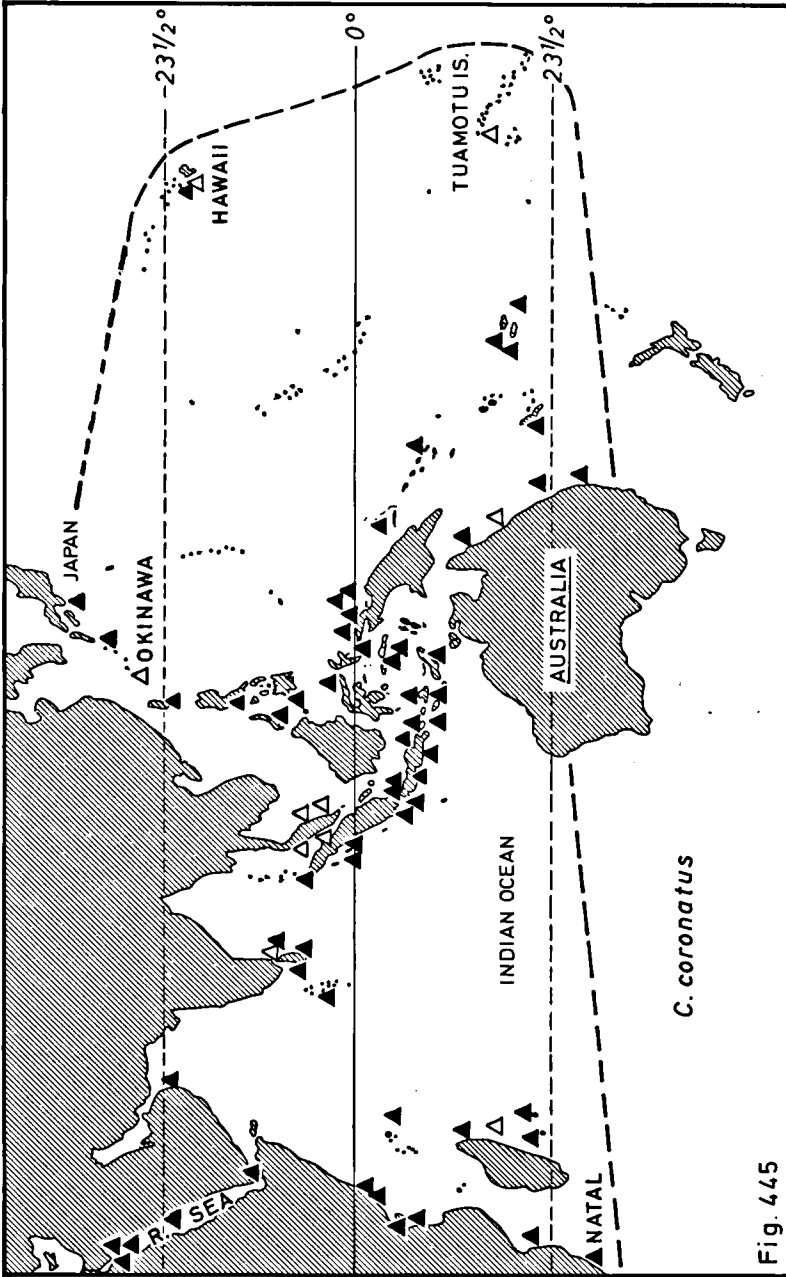 JAPAN
OKINAWA
HAWAII
23½°
0°
TUAMOTU IS.
23½°
R. SEA
INDIAN OCEAN
AUSTRALIA
NATAL
C. coronatus
Fig. 445